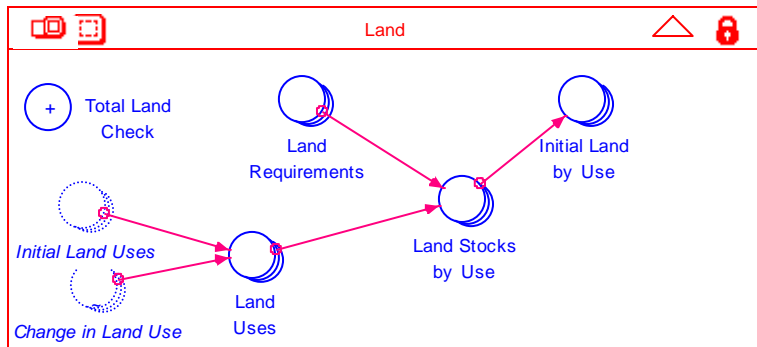 Land
+
Total Land
Check
Land
Requirements
Initial Land
by Use
Initial Land Uses
Land Stocks
by Use
Land
Uses
Change in Land Use
~